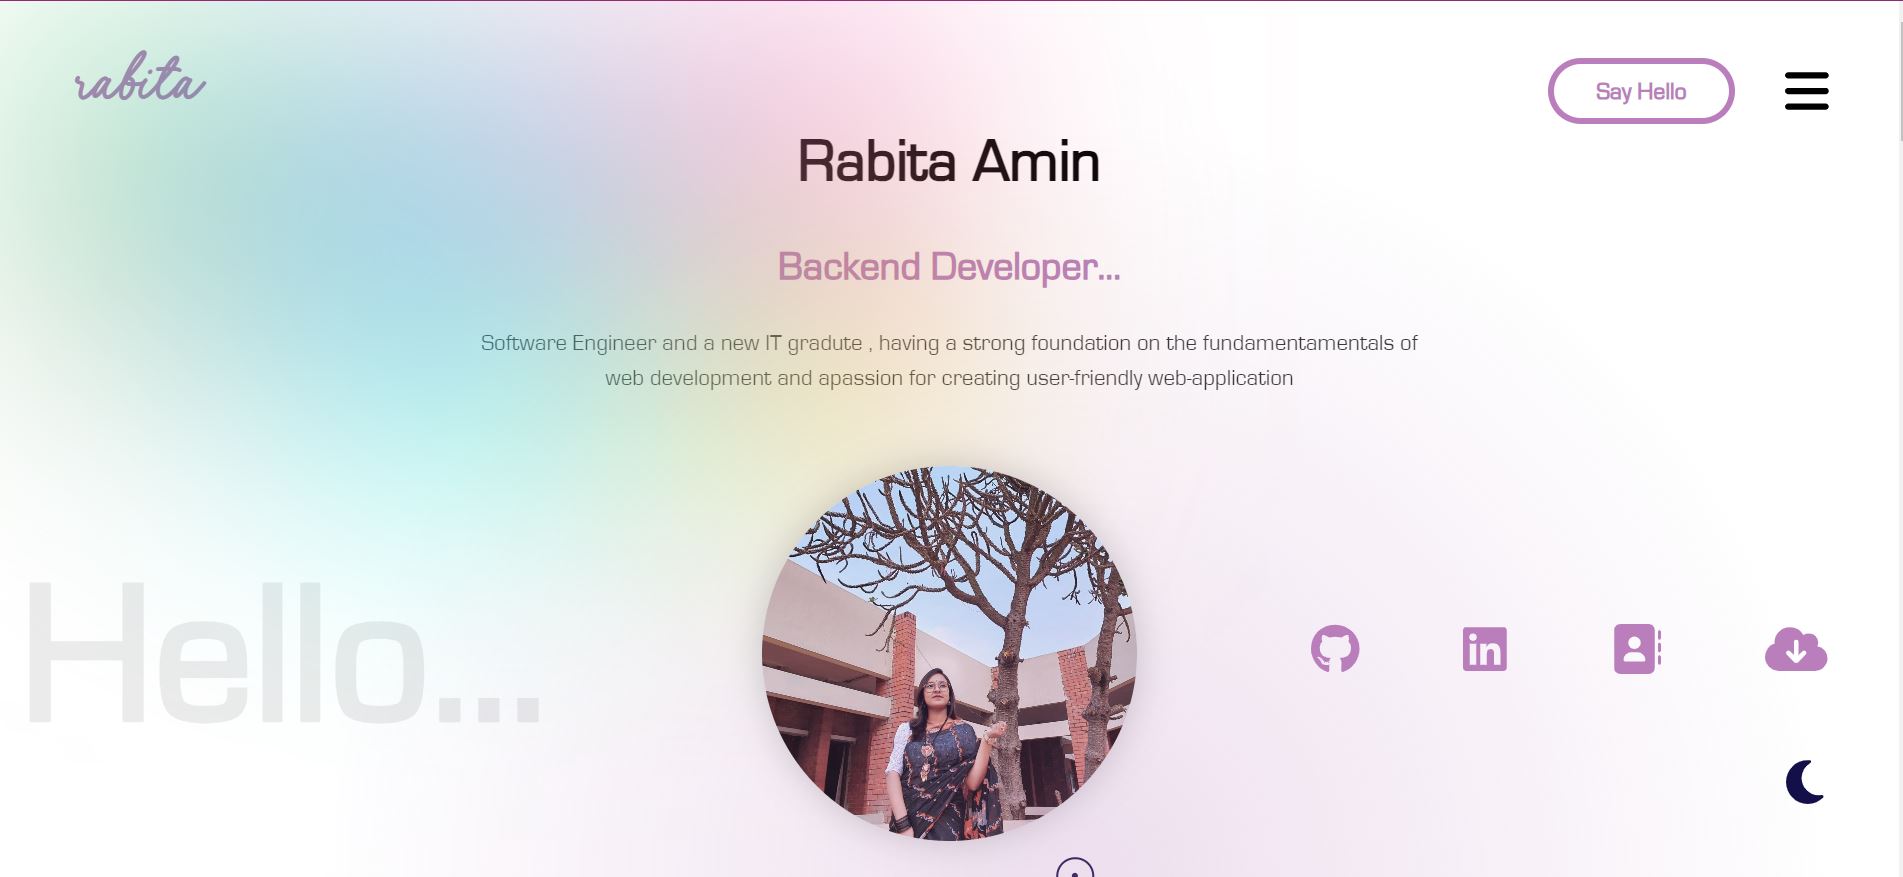 rabita
Say Hello
Rabita Amin
Backend Developer...
Software Engineer and a new IT gradute , having a strong foundation on the fundamentamentals of
web development and apassion for creating user-friendly web-application
Hello...
in